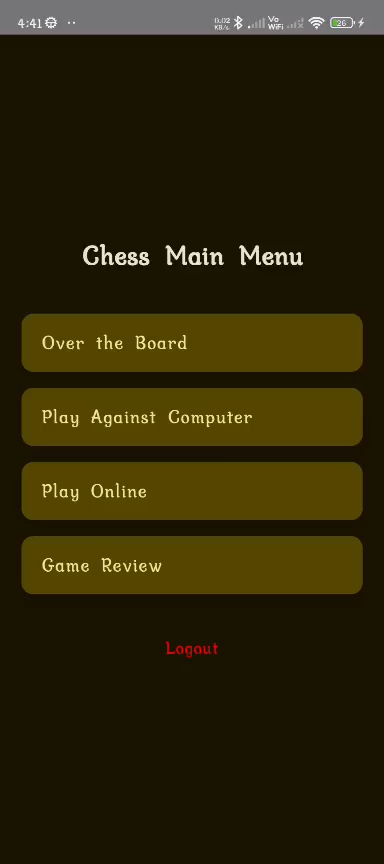 4:41
0.02 KB/s Vo WiFi 26
Chess Main Menu
Over the Board
Play Against Computer
Play Online
Game Review
Logout